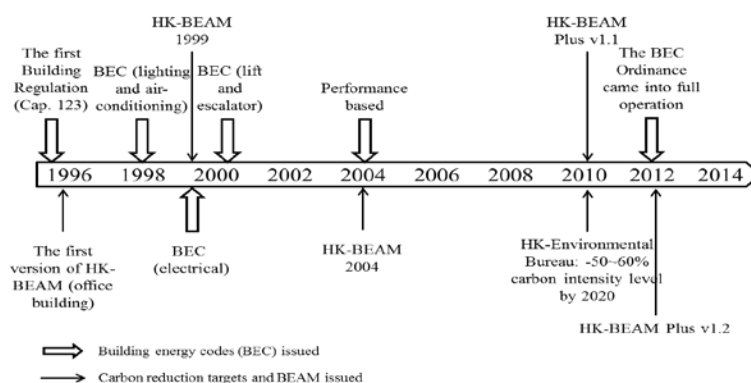 HK-BEAM
1999
HK-BEAM
Plus v1.1
The first
Building
Regulation
(Cap. 123)
BEC (lighting
and air-
conditioning)
BEC (lift
and
escalator)
Performance
based
The BEC
Ordinance
came into full
operation
1996 1998 2000 2002 2004 2006 2008 2010 2012 2014
The first
version of HK-
BEAM (office
building)
BEC
(electrical)
HK-BEAM
2004
HK-Environmental
Bureau: -50~60%
carbon intensity level
by 2020
HK-BEAM Plus v1.2
Building energy codes (BEC) issued
Carbon reduction targets and BEAM issued